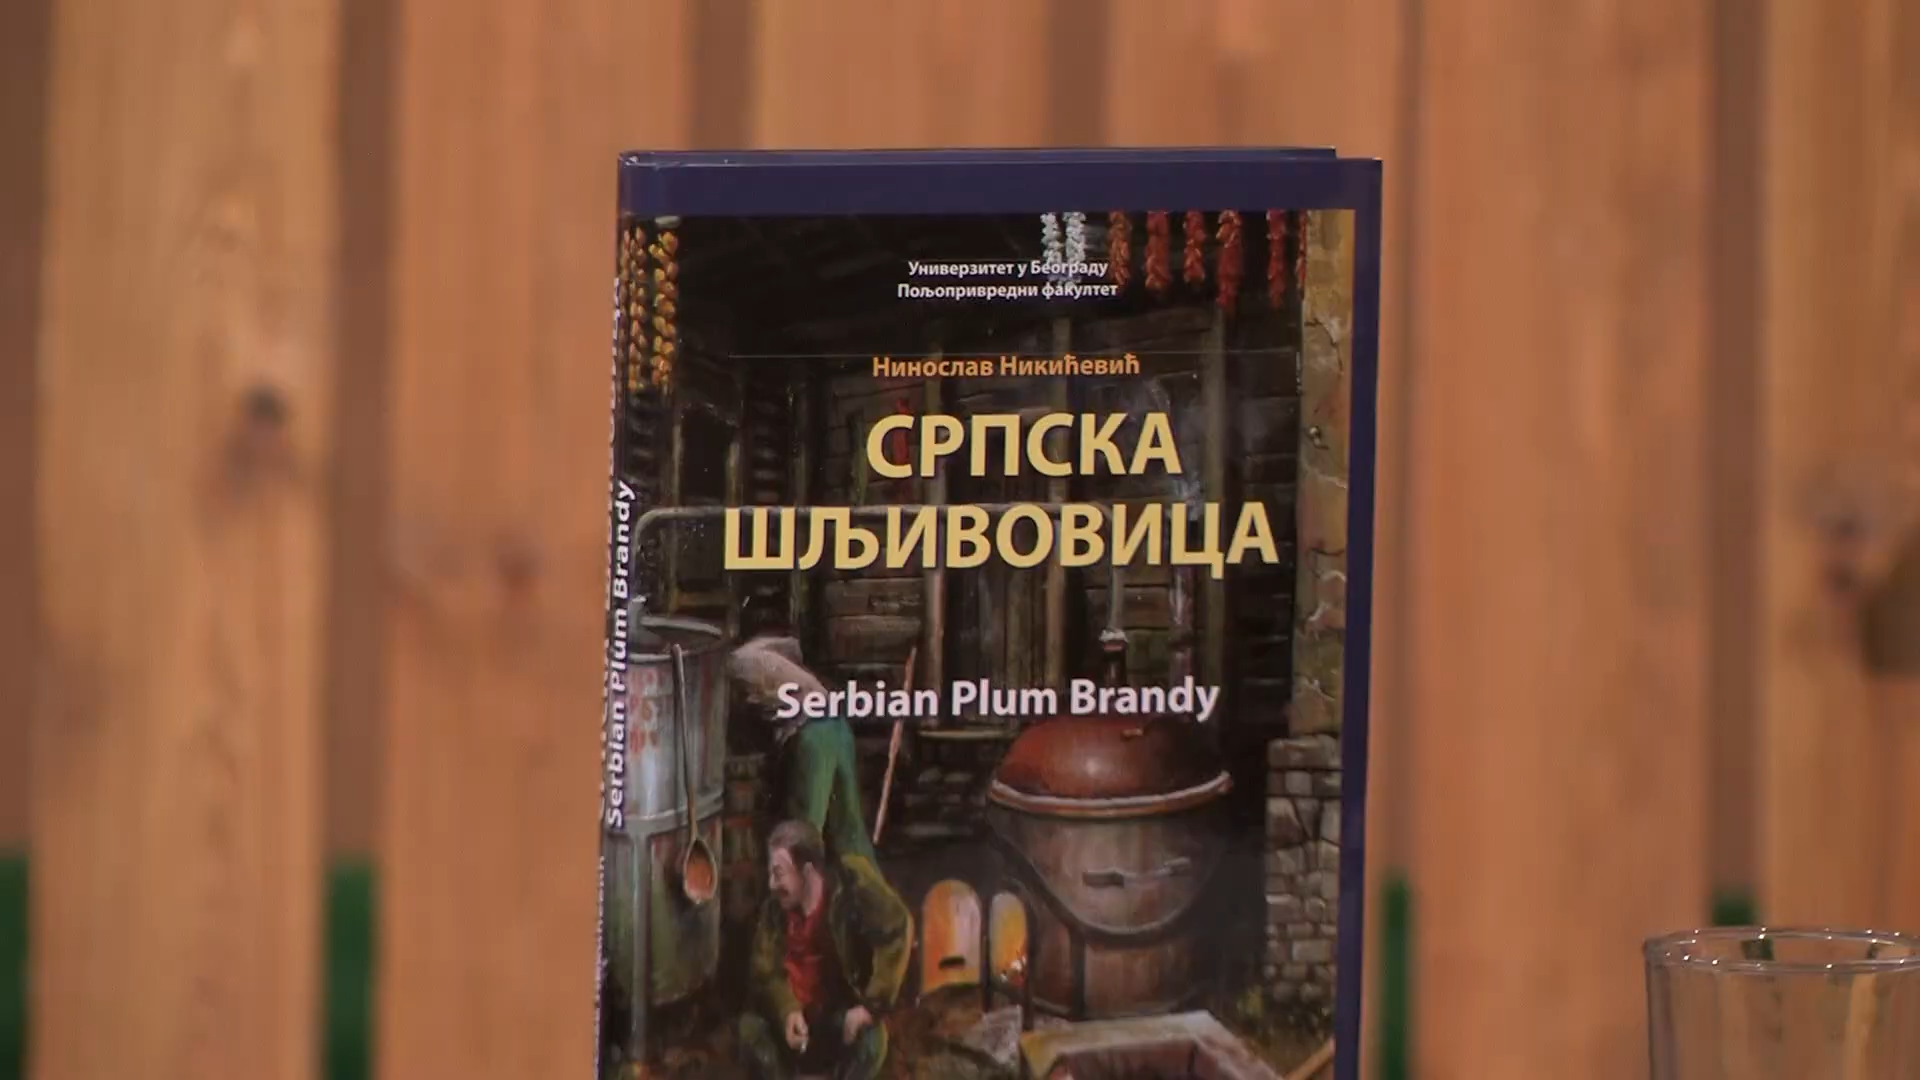 Универзитет у Београду
Пољопривредни факултет
Нинослав Никићевић
СРПСКА
ШЉИВОВИЦА
Serbian Plum Brandy
Serbian Plum Brandy